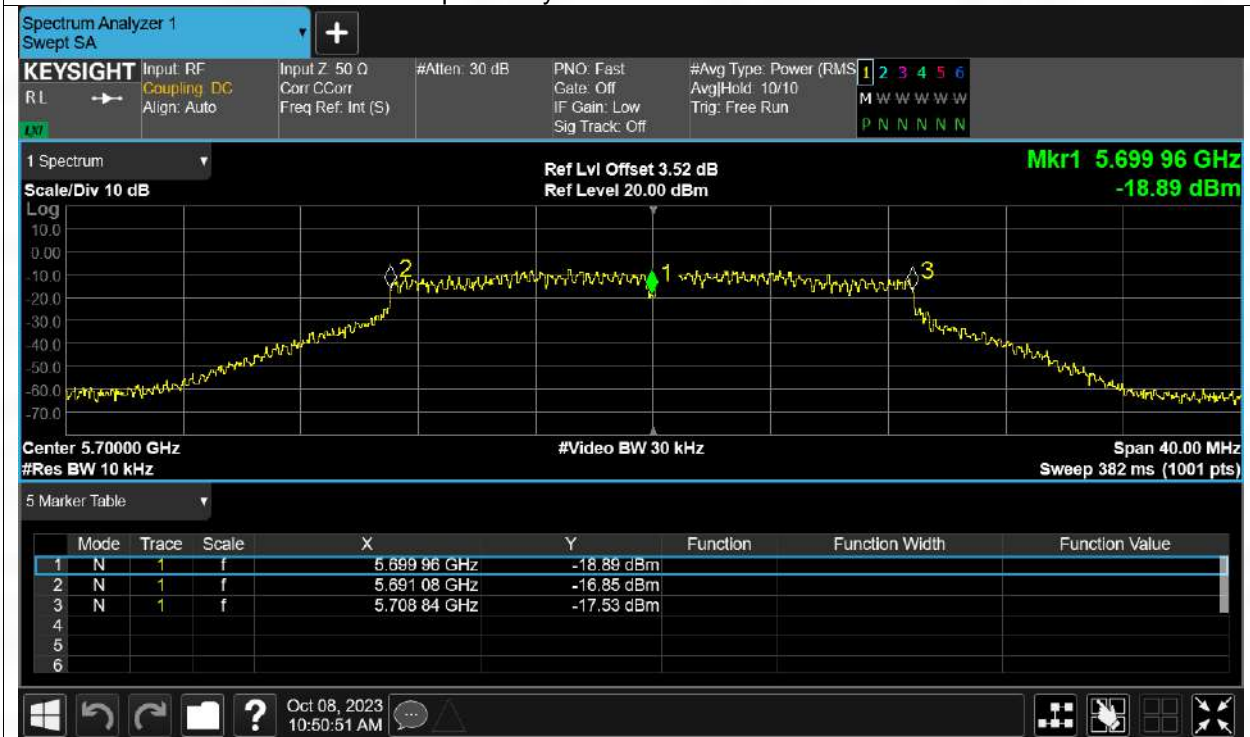 Spectrum Analyzer 1
Swept SA
+
KEYSIGHT Input: RF Input Z: 50 Ω #Atten: 30 dB PNO: Fast #Avg Type: Power (RMS 1 2 3 4 5 6
RL Coupling: DC Corr CCorr Gate: Off Avg|Hold: 10/10 M W W W W W
Align: Auto Freq Ref: Int (S) IF Gain: Low Trig: Free Run
LXI Sig Track: Off P N N N N N
1 Spectrum Ref Lvl Offset 3.52 dB Mkr1 5.699 96 GHz
Scale/Div 10 dB Ref Level 20.00 dBm -18.89 dBm
Log
10.0
0.00
-10.0 2 1 3
-20.0
-30.0
-40.0
-50.0
-60.0
-70.0
Center 5.70000 GHz #Video BW 30 kHz Span 40.00 MHz
#Res BW 10 kHz Sweep 382 ms (1001 pts)
5 Marker Table
Mode Trace Scale X Y Function Function Width Function Value
1 N 1 f 5.699 96 GHz -18.89 dBm
2 N 1 f 5.691 08 GHz -16.85 dBm
3 N 1 f 5.708 84 GHz -17.53 dBm
4
5
6
? Oct 08, 2023
10:50:51 AM